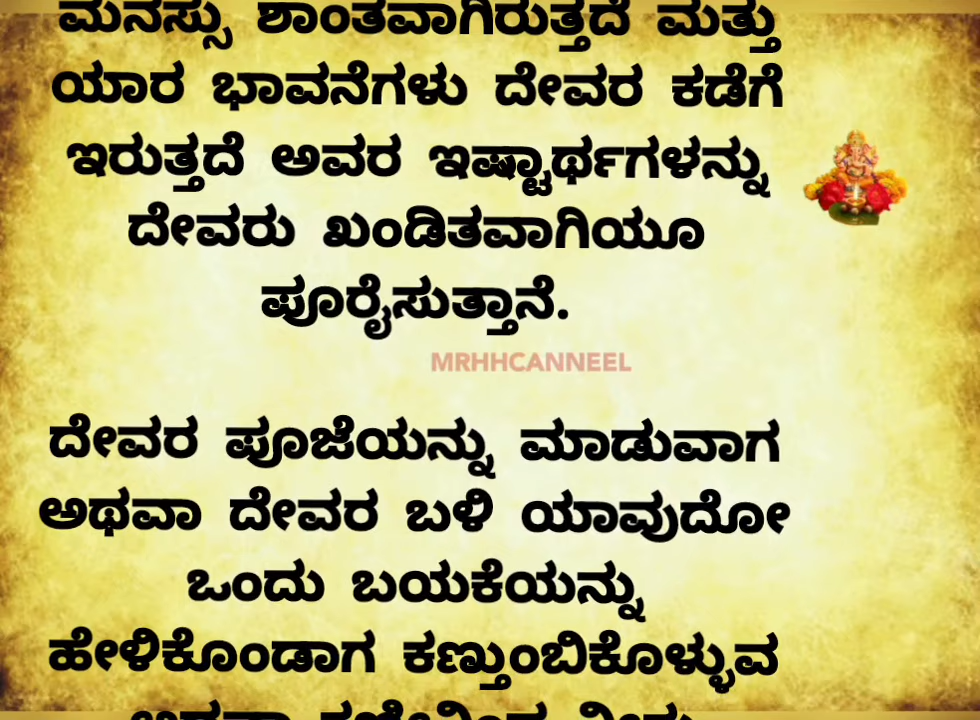 ಮನಸ್ಸು ಶಾಂತವಾಗಿರುತ್ತದೆ ಮತ್ತು
ಯಾರ ಭಾವನೆಗಳು ದೇವರ ಕಡೆಗೆ
ಇರುತ್ತದೆ ಅವರ ಇಷ್ಟಾರ್ಥಗಳನ್ನು
ದೇವರು ಖಂಡಿತವಾಗಿಯೂ
ಪೂರೈಸುತ್ತಾನೆ.
MRHHCANNEEL
ದೇವರ ಪೂಜೆಯನ್ನು ಮಾಡುವಾಗ
ಅಥವಾ ದೇವರ ಬಳಿ ಯಾವುದೋ
ಒಂದು ಬಯಕೆಯನ್ನು
ಹೇಳಿಕೊಂಡಾಗ ಕಣ್ತುಂಬಿಕೊಳ್ಳುವ